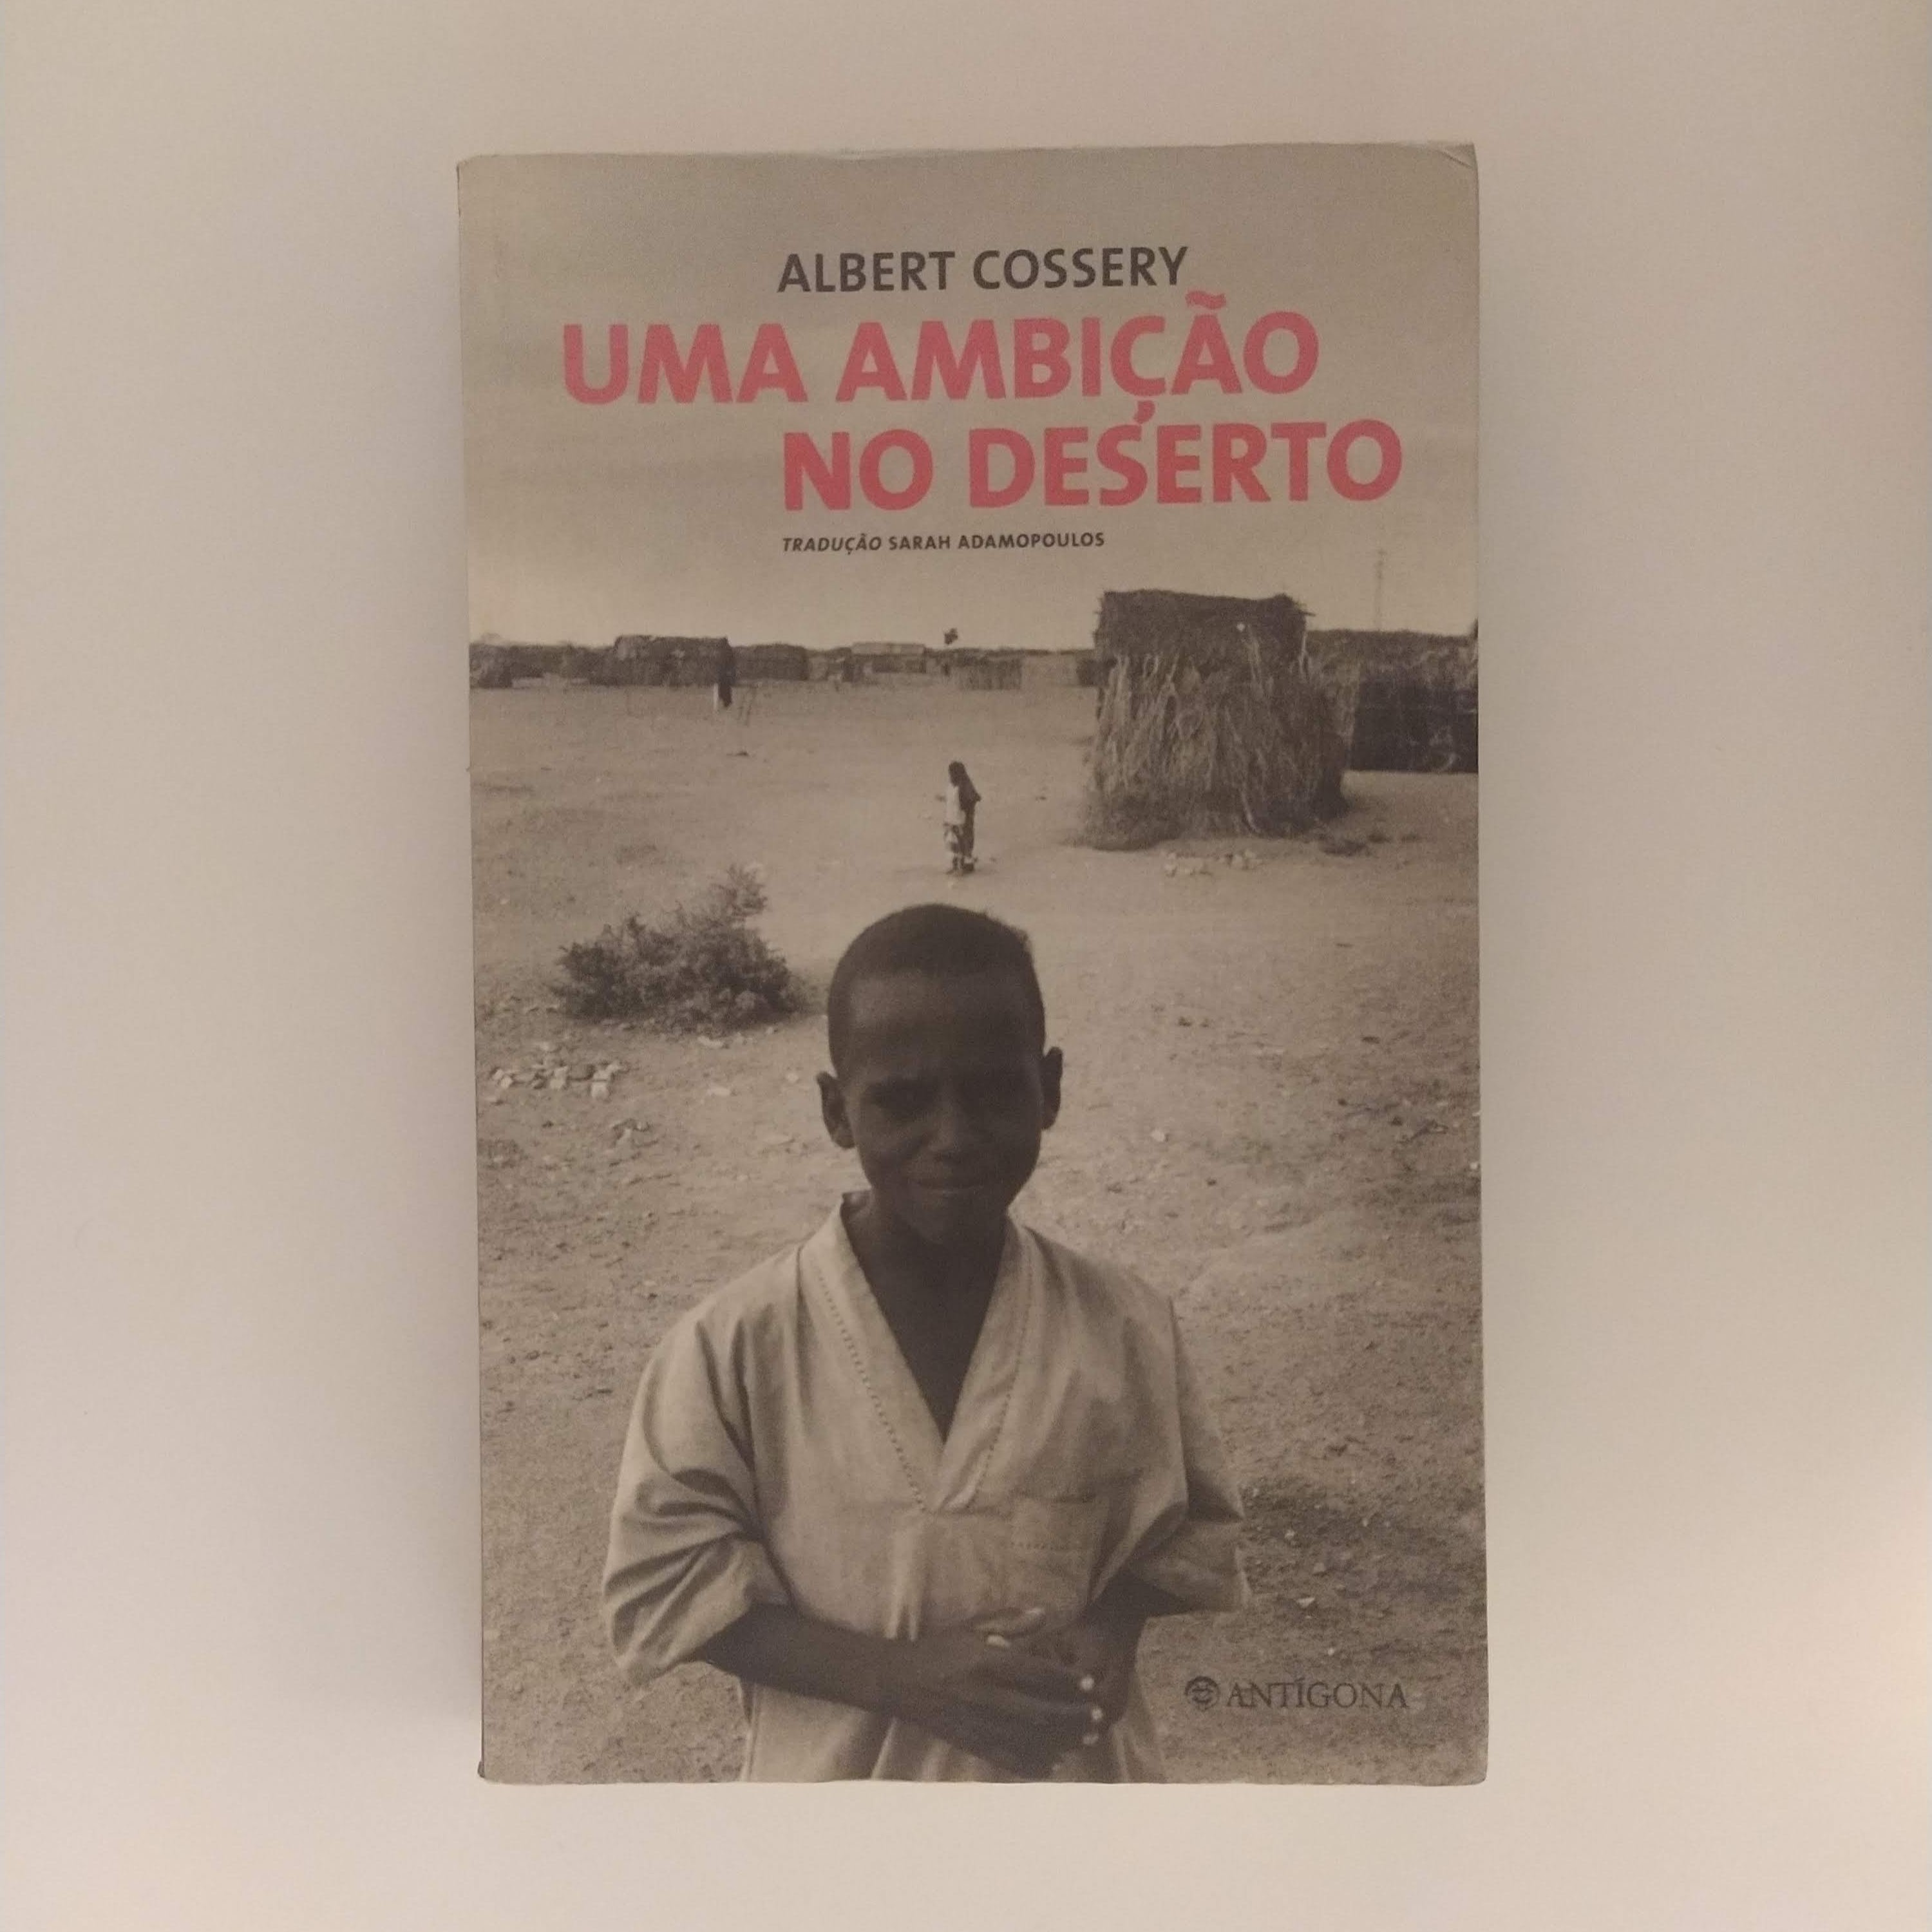 ALBERT COSSERY
UMA AMBIÇÃO
NO DESERTO
TRADUÇÃO SARAH ADAMOPOULOS
ANTÍGONA